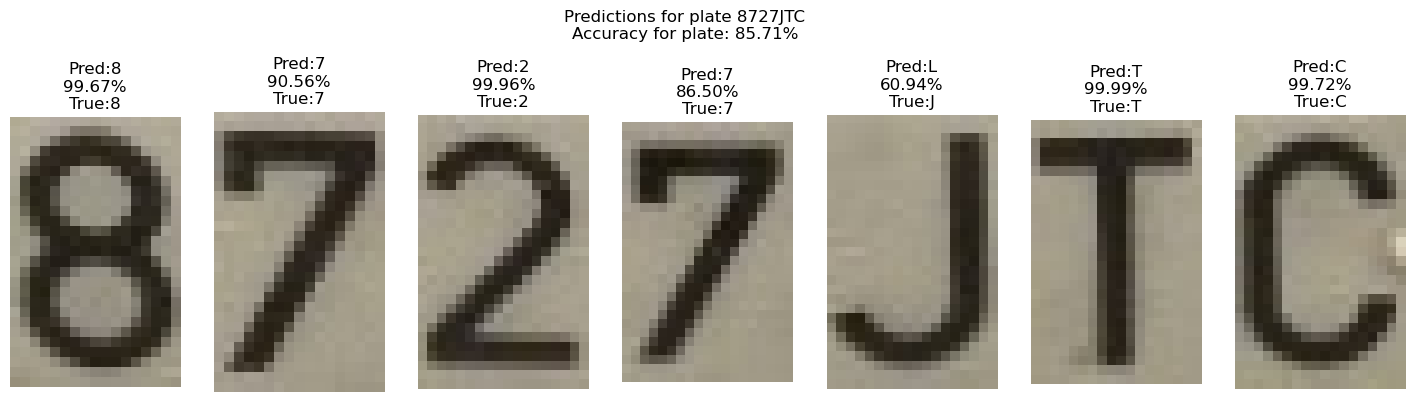 Predictions for plate 8727JTC
Accuracy for plate: 85.71%
Pred:8
99.67%
True:8
Pred:7
90.56%
True:7
Pred:2
99.96%
True:2
Pred:7
86.50%
True:7
Pred:L
60.94%
True:J
Pred:T
99.99%
True:T
Pred:C
99.72%
True:C
8 7 2 7 J T C